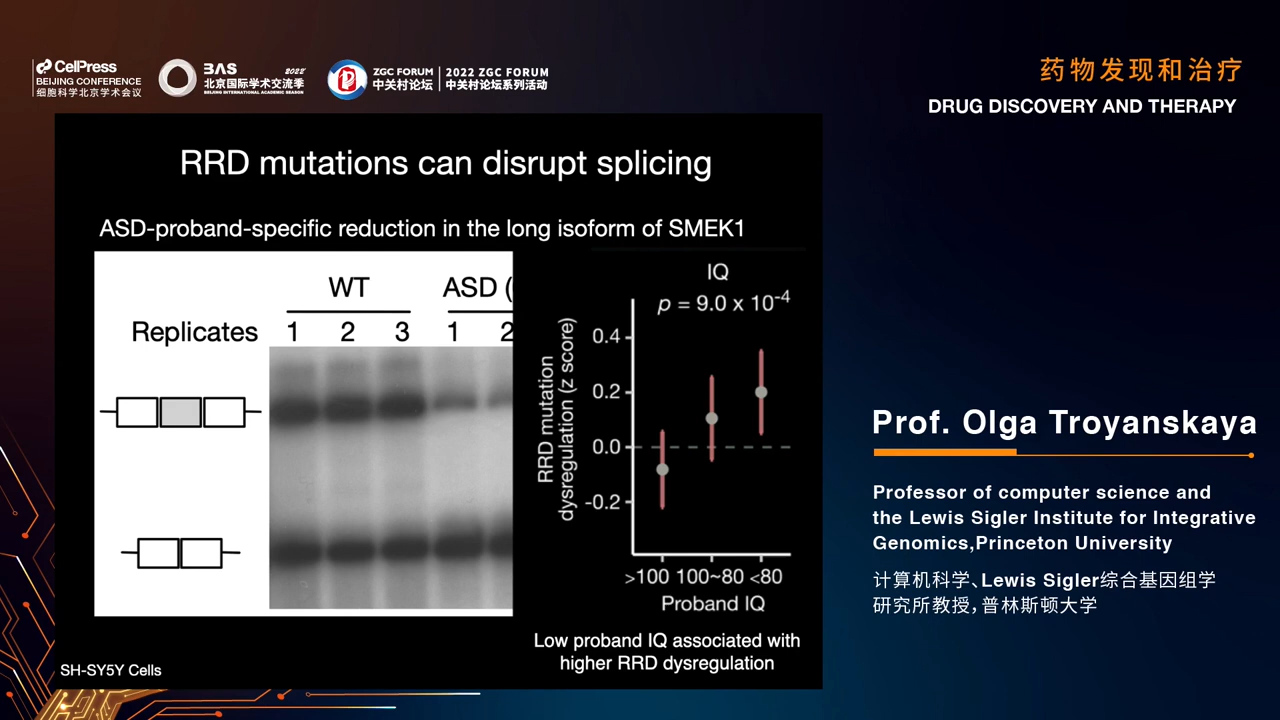 CellPress
BEIJING CONFERENCE
细胞科学北京学术会议
BAS 2022
北京国际学术交流季
BEIJING INTERNATIONAL ACADEMIC SEASON
ZGC FORUM
中关村论坛
2022 ZGC FORUM
中关村论坛系列活动
药物发现和治疗
DRUG DISCOVERY AND THERAPY
RRD mutations can disrupt splicing
ASD-proband-specific reduction in the long isoform of SMEK1
WT ASD (
Replicates 1 2 3 1 2
IQ
p = 9.0 x 10⁻⁴
RRD mutation
dysregulation (z score)
0.4
0.2
0.0
-0.2
>100 100~80 <80
Proband IQ
Low proband IQ associated with
higher RRD dysregulation
SH-SY5Y Cells
Prof. Olga Troyanskaya
Professor of computer science and
the Lewis Sigler Institute for Integrative
Genomics,Princeton University
计算机科学、Lewis Sigler综合基因组学
研究所教授，普林斯顿大学